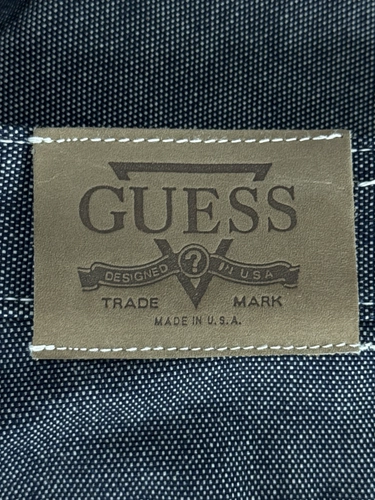 GUESS
DESIGNED ? IN U.S.A.
TRADE MARK
MADE IN U.S.A.